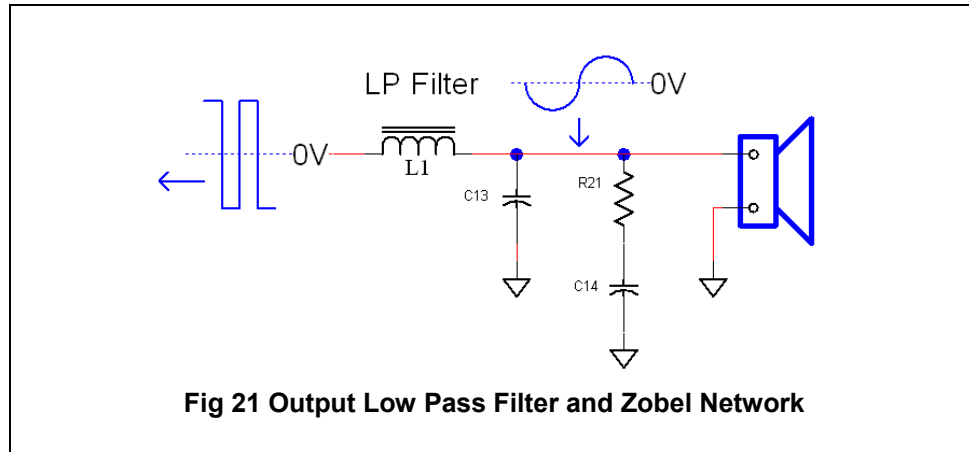 LP Filter
0V
0V
L1
C13
R21
C14
Fig 21 Output Low Pass Filter and Zobel Network